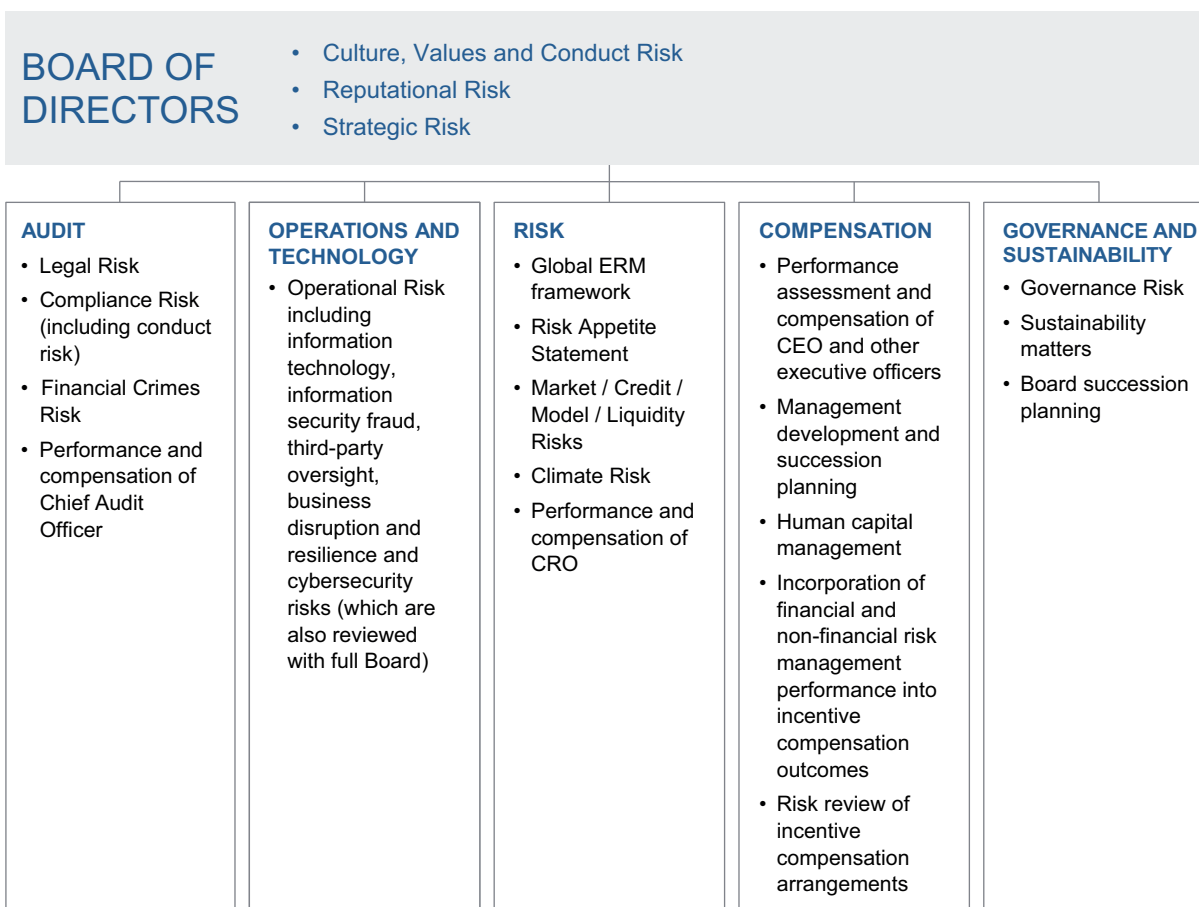 BOARD OF
DIRECTORS
• Culture, Values and Conduct Risk
• Reputational Risk
• Strategic Risk
AUDIT
• Legal Risk
• Compliance Risk
(including conduct
risk)
• Financial Crimes
Risk
• Performance and
compensation of
Chief Audit
Officer
OPERATIONS AND
TECHNOLOGY
• Operational Risk
including
information
technology,
information
security fraud,
third-party
oversight,
business
disruption and
resilience and
cybersecurity
risks (which are
also reviewed
with full Board)
RISK
• Global ERM
framework
• Risk Appetite
Statement
• Market / Credit /
Model / Liquidity
Risks
• Climate Risk
• Performance and
compensation of
CRO
COMPENSATION
• Performance
assessment and
compensation of
CEO and other
executive officers
• Management
development and
succession
planning
• Human capital
management
• Incorporation of
financial and
non-financial risk
management
performance into
incentive
compensation
outcomes
• Risk review of
incentive
compensation
arrangements
GOVERNANCE AND
SUSTAINABILITY
• Governance Risk
• Sustainability
matters
• Board succession
planning